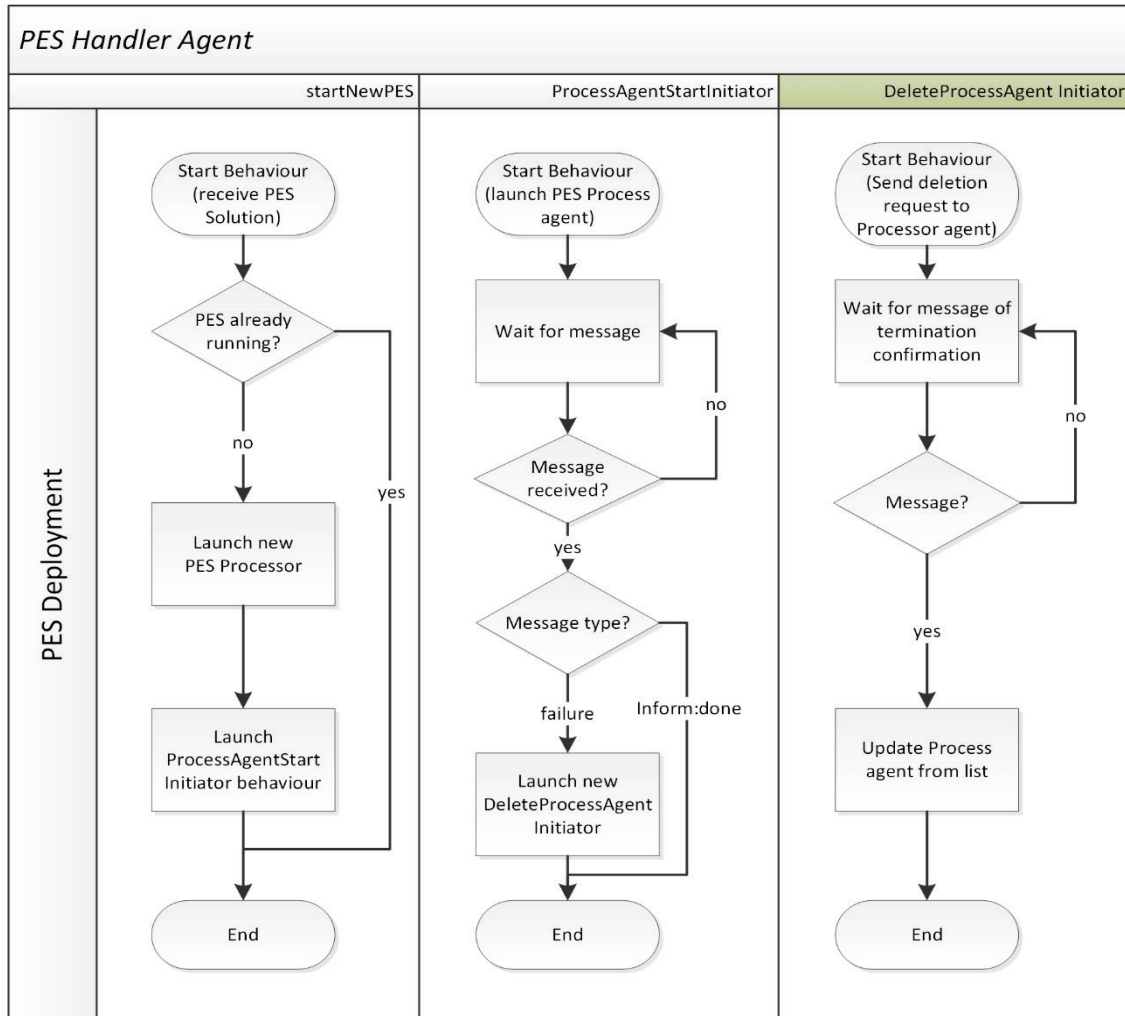 PES Handler Agent
startNewPES
ProcessAgentStartInitiator
DeleteProcessAgent Initiator
PES Deployment
Start Behaviour
(receive PES
Solution)
PES already
running?
no
yes
Launch new
PES Processor
Launch
ProcessAgentStart
Initiator behaviour
End
Start Behaviour
(launch PES Process
agent)
Wait for message
no
Message
received?
yes
Message type?
failure
Inform:done
Launch new
DeleteProcessAgent
Initiator
End
Start Behaviour
(Send deletion
request to
Processor agent)
Wait for message of
termination
confirmation
no
Message?
yes
Update Process
agent from list
End